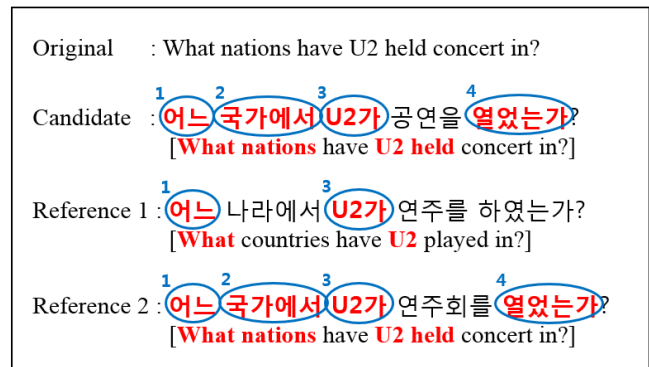 Original : What nations have U2 held concert in?
1 2 3 4
Candidate : 어느 국가에서 U2가 공연을 열었는가?
[What nations have U2 held concert in?]
1 3
Reference 1 : 어느 나라에서 U2가 연주를 하였는가?
[What countries have U2 played in?]
1 2 3 4
Reference 2 : 어느 국가에서 U2가 연주회를 열었는가?
[What nations have U2 held concert in?]